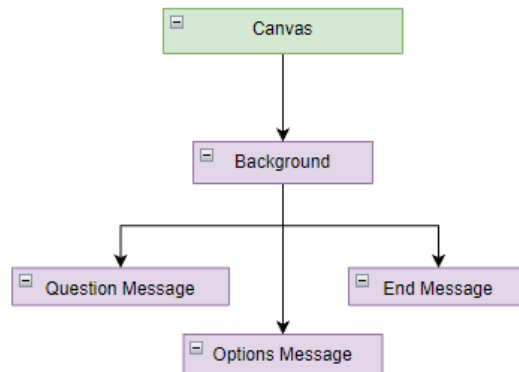 Canvas
Background
Question Message
End Message
Options Message